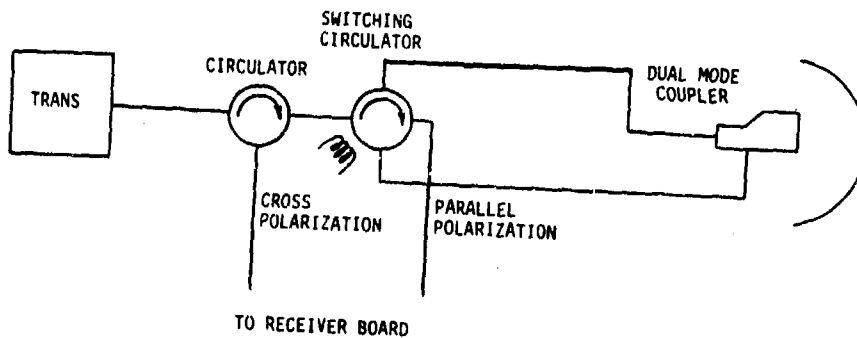 SWITCHING
CIRCULATOR
CIRCULATOR
DUAL MODE
COUPLER
TRANS
CROSS
POLARIZATION
PARALLEL
POLARIZATION
TO RECEIVER BOARD